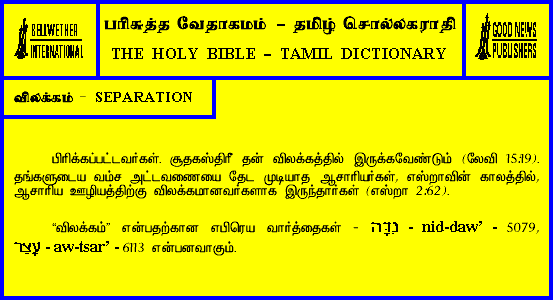 BELLWETHER
INTERNATIONAL
பரிசுத்த வேதாகமம் – தமிழ் சொல்லகராதி
THE HOLY BIBLE – TAMIL DICTIONARY
GOOD NEWS
PUBLISHERS
விலக்கம் – SEPARATION
பிரிக்கப்பட்டவர்கள். சூதகஸ்திரீ தன் விலக்கத்தில் இருக்கவேண்டும் (லேவி 15:19).
தங்களுடைய வம்ச அட்டவணையை தேட முடியாத ஆசாரியர்கள், எஸ்றாவின் காலத்தில்,
ஆசாரிய ஊழியத்திற்கு விலக்கமானவர்களாக இருந்தார்கள் (எஸ்றா 2:62).
“விலக்கம்” என்பதற்கான எபிரெய வார்த்தைகள் – נִדָּה - nid-daw’ - 5079,
עָצַר - aw-tsar’ - 6113 என்பனவாகும்.